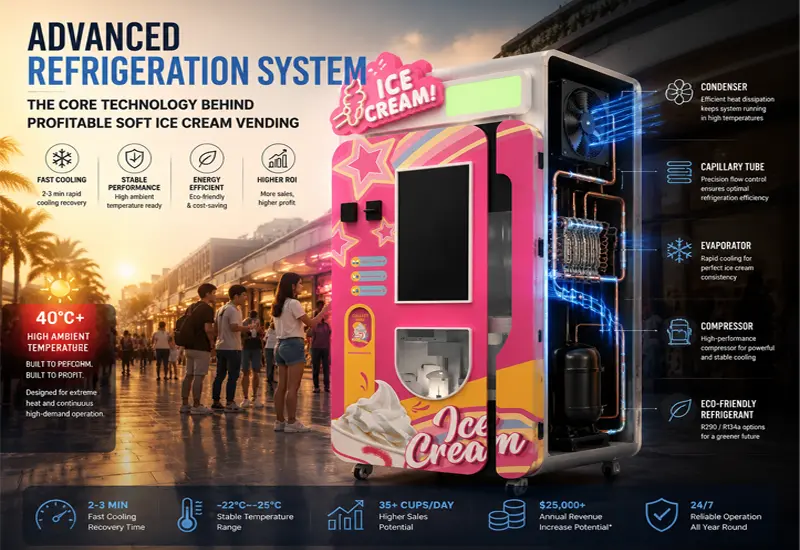 ADVANCED
REFRIGERATION SYSTEM
THE CORE TECHNOLOGY BEHIND
PROFITABLE SOFT ICE CREAM VENDING
FAST COOLING
2-3 min rapid
cooling recovery
STABLE
PERFORMANCE
High ambient
temperature ready
ENERGY
EFFICIENT
Eco-friendly
& cost-saving
HIGHER ROI
More sales,
higher profit
40°C+
HIGH AMBIENT
TEMPERATURE
BUILT TO PEFCOMM.
BUILT TO PROFIT.
Designed for extreme
heat and continuous
high-demand operation.
ICE
CREAM!
Ice
Cream
CONDENSER
Efficient heat dissipation
keeps system running
in high temperatures
CAPILLARY TUBE
Precision flow control
ensures optimal
refrigeration efficiency
EVAPORATOR
Rapid cooling for
perfect ice cream
consistency
COMPRESSOR
High-performance
compressor for powerful
and stable cooling
ECO-FRIENDLY
REFRIGERANT
R290 / R134a options
for a greener future
2-3 MIN
Fast Cooling
Recovery Time
-22°C~-25°C
Stable Temperature
Range
35+ CUPS/DAY
Higher Sales
Potential
$25,000+
Annual Revenue
Increase Potential*
24/7
Reliable Operation
All Year Round